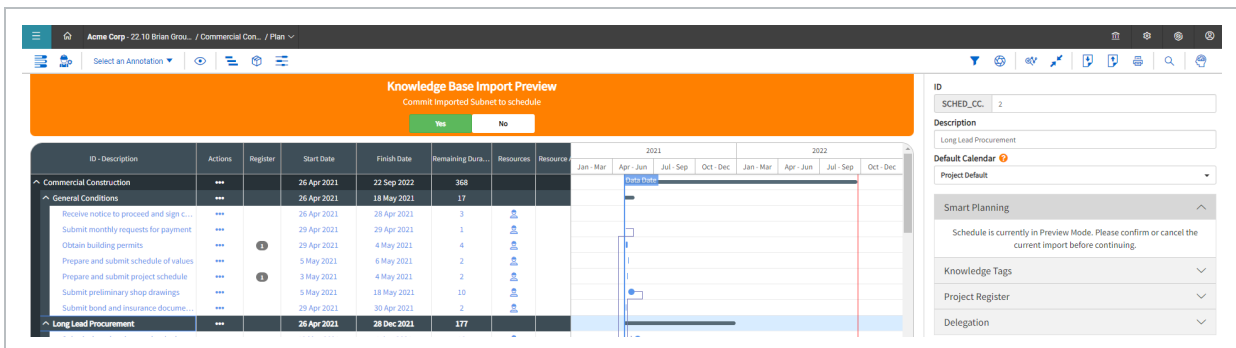 Acme Corp - 22.10 Brian Grou... / Commercial Con... / Plan
Select an Annotation
Knowledge Base Import Preview
Commit Imported Subnet to schedule
Yes No
ID
SCHED_CC. 2
Description
Long Lead Procurement
Default Calendar
Project Default
Smart Planning
Schedule is currently in Preview Mode. Please confirm or cancel the
current import before continuing.
Knowledge Tags
Project Register
Delegation
ID - Description Actions Register Start Date Finish Date Remaining Dura... Resources Resource 2021 2022
Jan - Mar Apr - Jun Jul - Sep Oct - Dec Jan - Mar Apr - Jun Jul - Sep Oct - Dec
Commercial Construction ••• 26 Apr 2021 22 Sep 2022 368 Data Date
General Conditions ••• 26 Apr 2021 18 May 2021 17
Receive notice to proceed and sign c... ••• 26 Apr 2021 28 Apr 2021 3
Submit monthly requests for payment ••• 29 Apr 2021 29 Apr 2021 1
Obtain building permits ••• 1 29 Apr 2021 4 May 2021 4
Prepare and submit schedule of values ••• 5 May 2021 6 May 2021 2
Prepare and submit project schedule ••• 1 3 May 2021 4 May 2021 2
Submit preliminary shop drawings ••• 5 May 2021 18 May 2021 10
Submit bond and insurance docume... ••• 29 Apr 2021 30 Apr 2021 2
Long Lead Procurement ••• 26 Apr 2021 28 Dec 2021 177